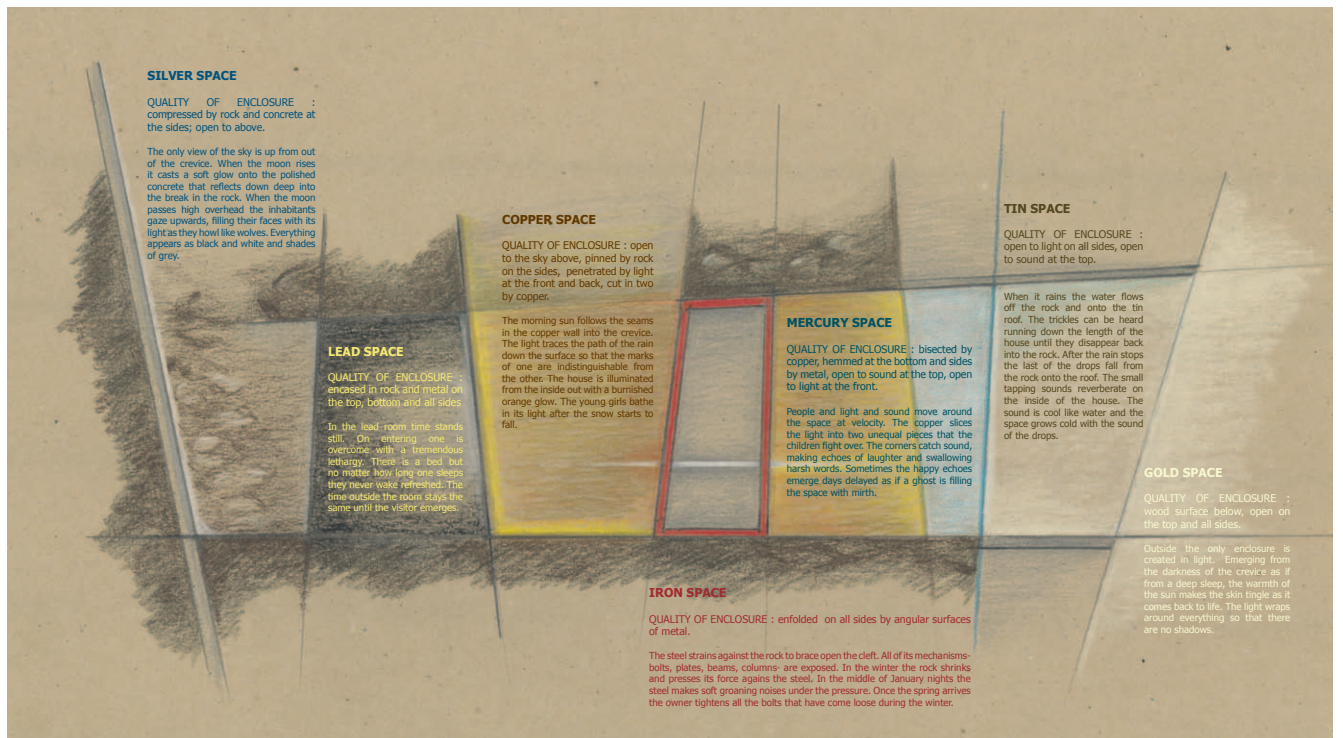 SILVER SPACE
QUALITY OF ENCLOSURE :
compressed by rock and concrete at
the sides; open to above.
The only view of the sky is up from out
of the crevice. When the moon rises
it casts a soft glow onto the polished
concrete that reflects down deep into
the break in the rock. When the moon
passes high overhead the inhabitants
gaze upwards, filling their faces with its
light as they howl like wolves. Everything
appears as black and white and shades
of grey.
LEAD SPACE
QUALITY OF ENCLOSURE :
encased in rock and metal on
the top, bottom and all sides
In the lead room time stands
still. On entering one is
overcome with a tremendous
lethargy. There is a bed but
no matter how long one sleeps
they never wake refreshed. The
time outside the room stays the
same until the visitor emerges.
COPPER SPACE
QUALITY OF ENCLOSURE : open
to the sky above, pinned by rock
on the sides, penetrated by light
at the front and back, cut in two
by copper.
The morning sun follows the seams
in the copper wall into the crevice.
The light traces the path of the rain
down the surface so that the marks
of one are indistinguishable from
the other. The house is illuminated
from the inside out with a burnished
orange glow. The young girls bathe
in its light after the snow starts to
fall.
IRON SPACE
QUALITY OF ENCLOSURE : enfolded on all sides by angular surfaces
of metal.
The steel strains against the rock to brace open the cleft. All of its mechanisms-
bolts, plates, beams, columns- are exposed. In the winter the rock shrinks
and presses its force agains the steel. In the middle of January nights the
steel makes soft groaning noises under the pressure. Once the spring arrives
the owner tightens all the bolts that have come loose during the winter.
MERCURY SPACE
QUALITY OF ENCLOSURE : bisected by
copper, hemmed at the bottom and sides
by metal, open to sound at the top, open
to light at the front.
People and light and sound move around
the space at velocity. The copper slices
the light into two unequal pieces that the
children fight over. The corners catch sound,
making echoes of laughter and swallowing
harsh words. Sometimes the happy echoes
emerge days delayed as if a ghost is filling
the space with mirth.
TIN SPACE
QUALITY OF ENCLOSURE :
open to light on all sides, open
to sound at the top.
When it rains the water flows
off the rock and onto the tin
roof. The trickles can be heard
running down the length of the
house until they disappear back
into the rock. After the rain stops
the last of the drops fall from
the rock onto the roof. The small
tapping sounds reverberate on
the inside of the house. The
sound is cool like water and the
space grows cold with the sound
of the drops.
GOLD SPACE
QUALITY OF ENCLOSURE :
wood surface below, open on
the top and all sides.
Outside the only enclosure is
created in light. Emerging from
the darkness of the crevice as if
from a deep sleep, the warmth of
the sun makes the skin tingle as it
comes back to life. The light wraps
around everything so that there
are no shadows.